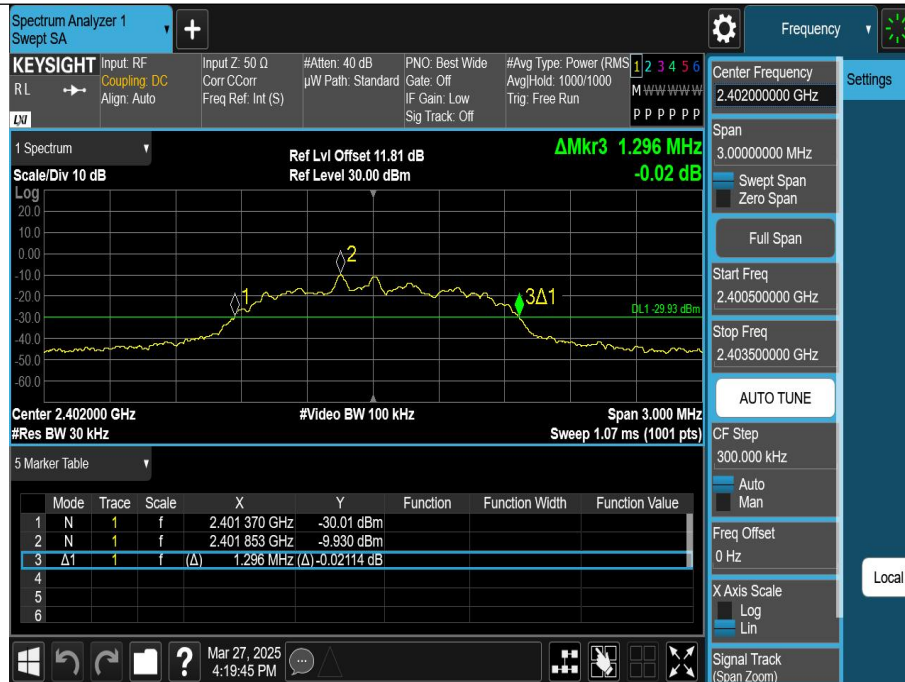 Spectrum Analyzer 1
Swept SA
+
Frequency
KEYSIGHT
RL
LXI
Input: RF
Coupling: DC
Align: Auto
Input Z: 50 Ω
Corr CCorr
Freq Ref: Int (S)
#Atten: 40 dB
µW Path: Standard
PNO: Best Wide
Gate: Off
IF Gain: Low
Sig Track: Off
#Avg Type: Power (RMS
Avg|Hold: 1000/1000
Trig: Free Run
1 2 3 4 5 6
M W W W W W
P P P P P P
1 Spectrum
Scale/Div 10 dB
Ref Lvl Offset 11.81 dB
Ref Level 30.00 dBm
ΔMkr3 1.296 MHz
-0.02 dB
Log
20.0
10.0
0.00
-10.0
-20.0
-30.0
-40.0
-50.0
-60.0
1
2
3Δ1
DL1 -29.93 dBm
Center 2.402000 GHz
#Video BW 100 kHz
Span 3.000 MHz
#Res BW 30 kHz
Sweep 1.07 ms (1001 pts)
5 Marker Table
Mode Trace Scale X Y Function Function Width Function Value
1 N 1 f 2.401 370 GHz -30.01 dBm
2 N 1 f 2.401 853 GHz -9.930 dBm
3 Δ1 1 f (Δ) 1.296 MHz (Δ) -0.02114 dB
4
5
6
?
Mar 27, 2025
4:19:45 PM
Center Frequency
2.402000000 GHz
Span
3.00000000 MHz
Swept Span
Zero Span
Full Span
Start Freq
2.400500000 GHz
Stop Freq
2.403500000 GHz
AUTO TUNE
CF Step
300.000 kHz
Auto
Man
Freq Offset
0 Hz
X Axis Scale
Log
Lin
Signal Track
(Span Zoom)
Settings
Local